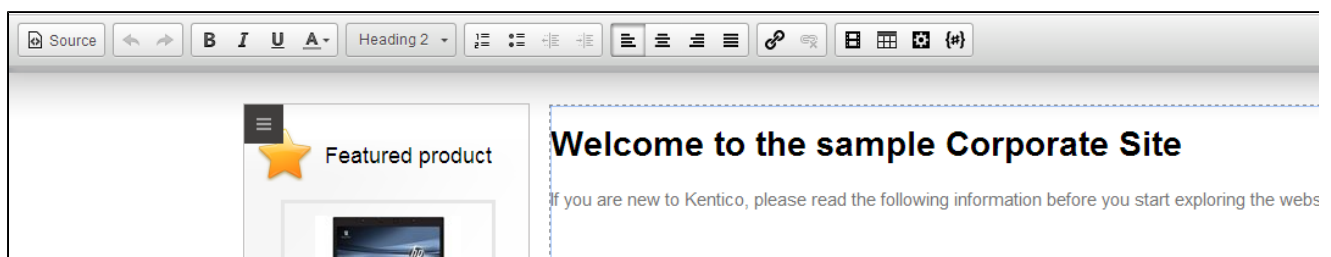 Source B I U A Heading 2 {#}
Featured product
Welcome to the sample Corporate Site
If you are new to Kentico, please read the following information before you start exploring the webs
hp